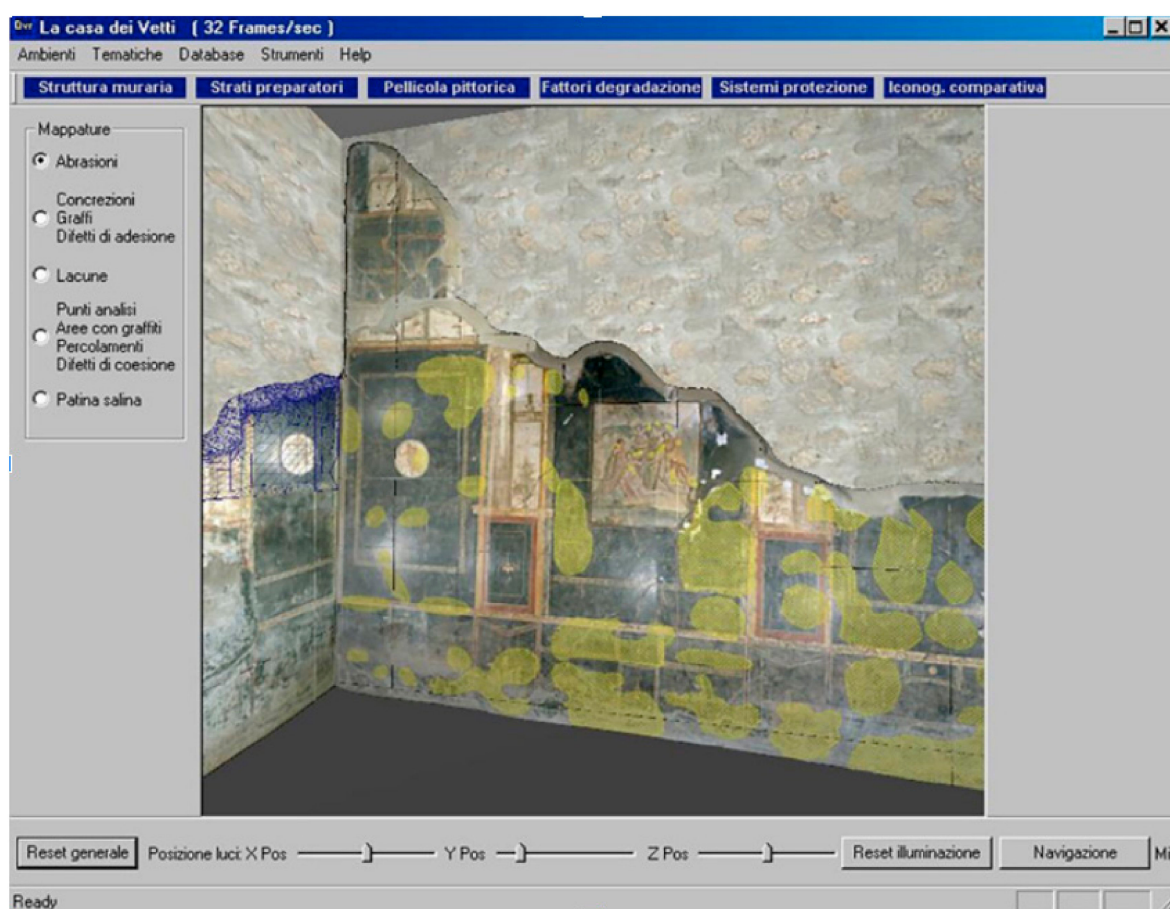 Dvr La casa dei Vetti ( 32 Frames/sec )
Ambienti Tematiche Database Strumenti Help
Struttura muraria Strati preparatori Pellicola pittorica Fattori degradazione Sistemi protezione Iconog. comparativa
Mappature
Abrasioni
Concrezioni
Graffi
Difetti di adesione
Lacune
Punti analisi
Aree con graffiti
Percolamenti
Difetti di coesione
Patina salina
Reset generale Posizione luci: X Pos Y Pos Z Pos Reset illuminazione Navigazione Mi
Ready